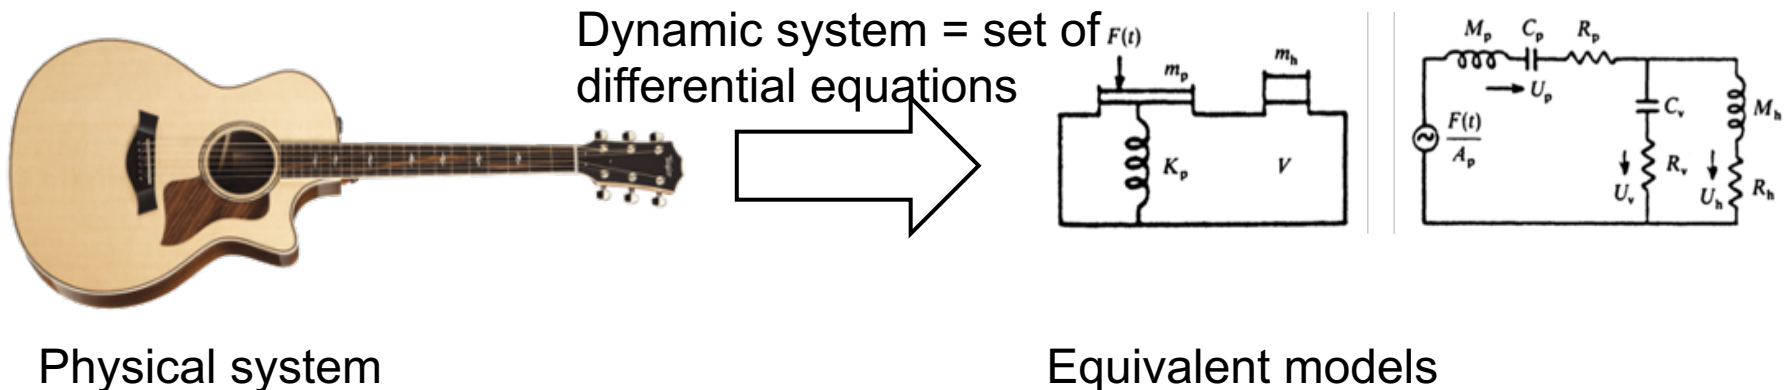 Dynamic system = set of
differential equations
F(t)
m_p
m_h
K_p
V
M_p C_p R_p
U_p
F(t)
A_p
C_v
M_h
R_v
U_v
U_h
R_h
Physical system
Equivalent models